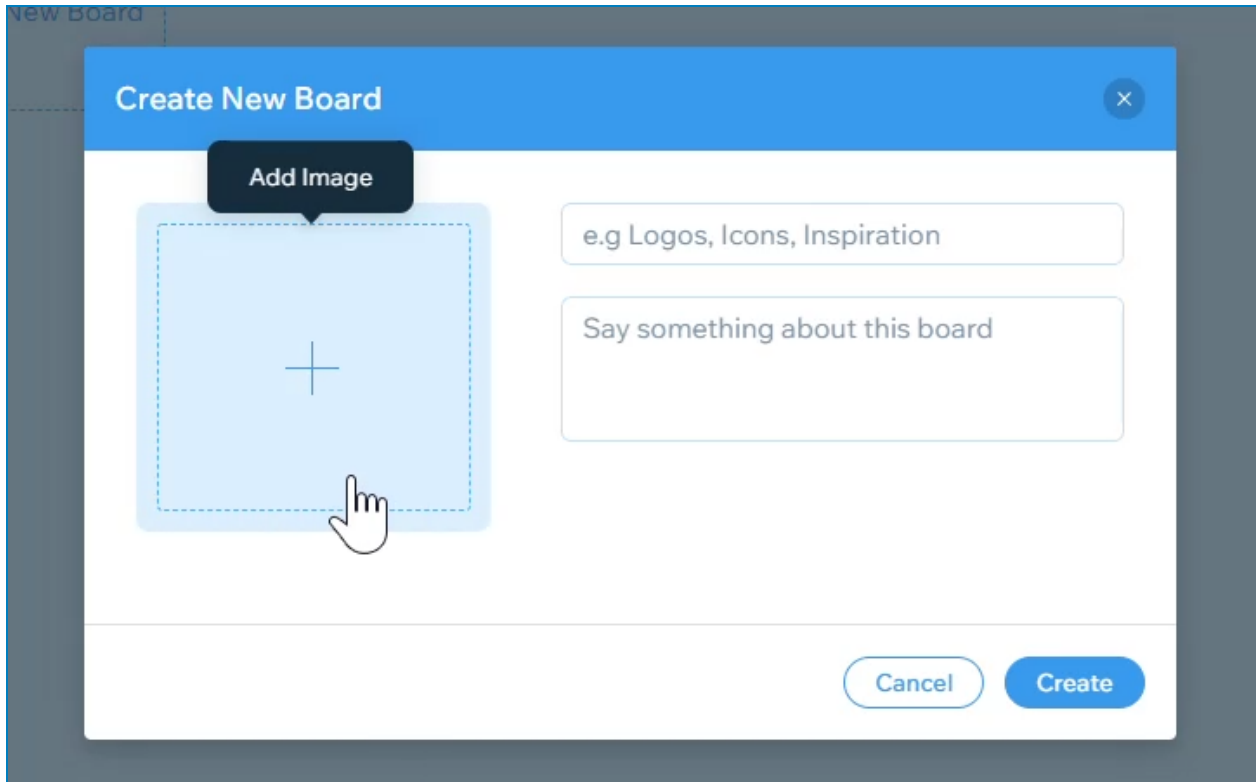 New Board
Create New Board
Add Image
e.g Logos, Icons, Inspiration
Say something about this board
Cancel
Create